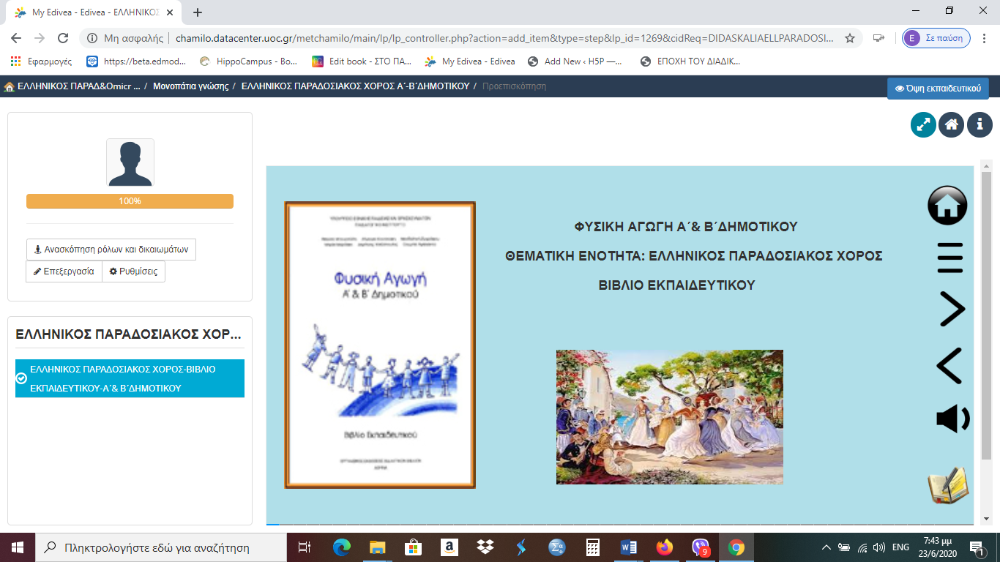 My Edivea - Edivea - ΕΛΛΗΝΙΚΟΣ
Μη ασφαλής
chamilo.datacenter.uoc.gr/metchamilo/main/lp/lp_controller.php?action=add_item&type=step&lp_id=1269&cidReq=DIDASKALIAELLPARADOSI...
E Σε παύση
Εφαρμογές
https://beta.edmod...
HippoCampus - Bo...
Edit book - ΣΤΟ ΠΑ...
My Edivea - Edivea
Add New ‹ H5P —...
ΕΠΟΧΗ ΤΟΥ ΔΙΑΔΙΚ...
ΕΛΛΗΝΙΚΟΣ ΠΑΡΑΔ&Omicr ... / Μονοπάτια γνώσης / ΕΛΛΗΝΙΚΟΣ ΠΑΡΑΔΟΣΙΑΚΟΣ ΧΟΡΟΣ Α΄-Β΄ΔΗΜΟΤΙΚΟΥ / Προεπισκόπηση
Όψη εκπαιδευτικού
100%
Ανασκόπηση ρόλων και δικαιωμάτων
Επεξεργασία
Ρυθμίσεις
ΕΛΛΗΝΙΚΟΣ ΠΑΡΑΔΟΣΙΑΚΟΣ ΧΟΡ...
ΕΛΛΗΝΙΚΟΣ ΠΑΡΑΔΟΣΙΑΚΟΣ ΧΟΡΟΣ-ΒΙΒΛΙΟ
ΕΚΠΑΙΔΕΥΤΙΚΟΥ-Α΄& Β΄ΔΗΜΟΤΙΚΟΥ
Φυσική Αγωγή
Α΄ & Β΄ Δημοτικού
Βιβλίο Εκπαιδευτικού
ΦΥΣΙΚΗ ΑΓΩΓΗ Α΄& Β΄ΔΗΜΟΤΙΚΟΥ
ΘΕΜΑΤΙΚΗ ΕΝΟΤΗΤΑ: ΕΛΛΗΝΙΚΟΣ ΠΑΡΑΔΟΣΙΑΚΟΣ ΧΟΡΟΣ
ΒΙΒΛΙΟ ΕΚΠΑΙΔΕΥΤΙΚΟΥ
Πληκτρολογήστε εδώ για αναζήτηση
9
ENG
7:43 μμ
23/6/2020
1